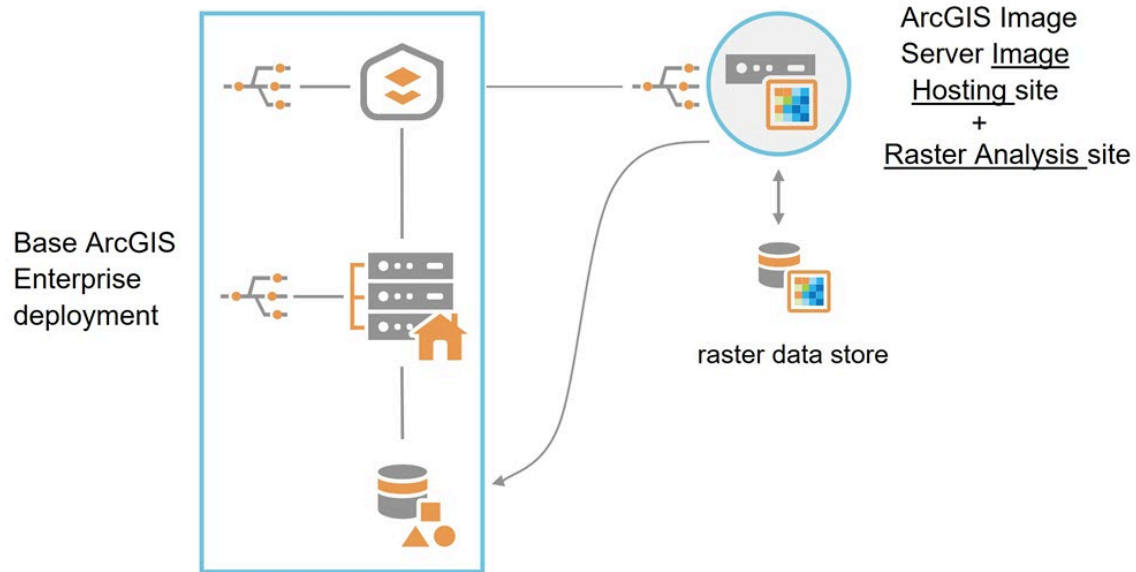 Base ArcGIS
Enterprise
deployment
ArcGIS Image
Server Image
Hosting site
+
Raster Analysis site
raster data store